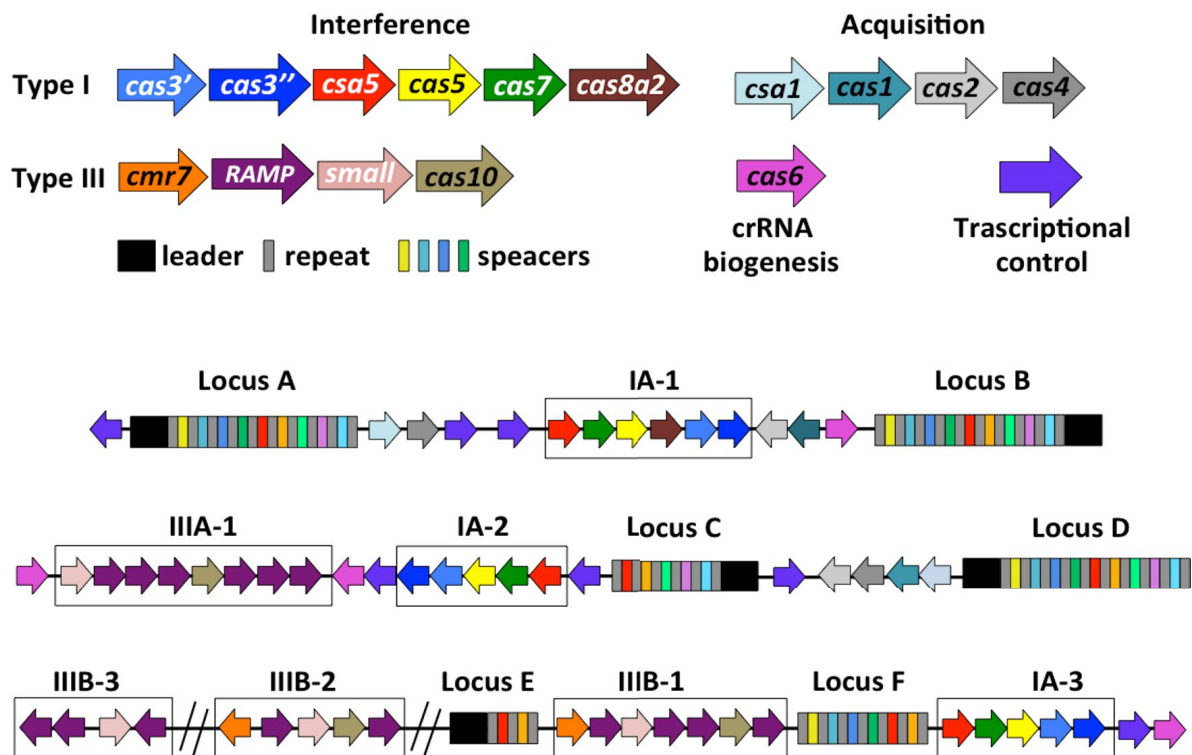 Interference Acquisition
Type I cas3' cas3'' csa5 cas5 cas7 cas8a2 csa1 cas1 cas2 cas4
Type III cmr7 RAMP small cas10 cas6
leader repeat speacers
crRNA biogenesis
Trascriptional control
Locus A IA-1 Locus B
IIIA-1 IA-2 Locus C Locus D
IIIB-3 IIIB-2 Locus E IIIB-1 Locus F IA-3